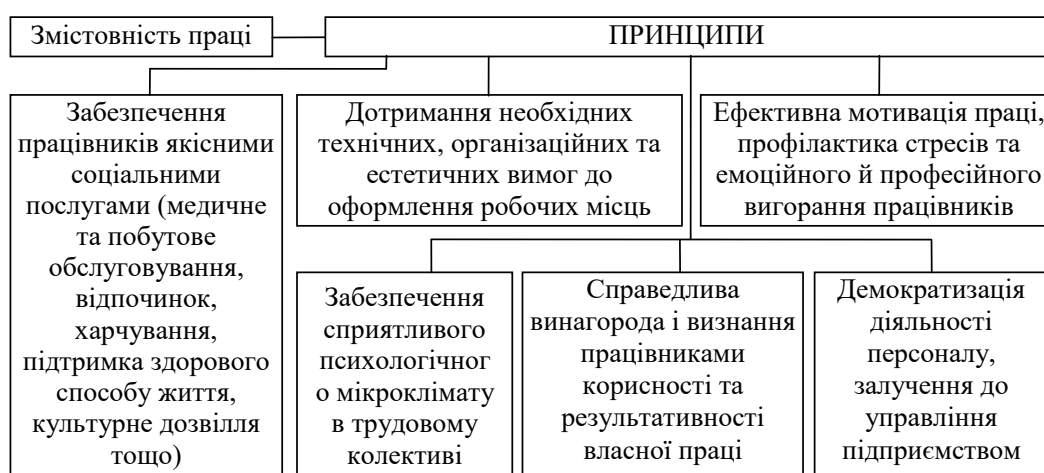 Змістовність праці
ПРИНЦИПИ
Забезпечення
працівників якісними
соціальними
послугами (медичне
та побутове
обслуговування,
відпочинок,
харчування,
підтримка здорового
способу життя,
культурне дозвілля
тощо)
Дотримання необхідних
технічних, організаційних та
естетичних вимог до
оформлення робочих місць
Ефективна мотивація праці,
профілактика стресів та
емоційного й професійного
вигорання працівників
Забезпечення
сприятливого
психологічног
о мікроклімату
в трудовому
колективі
Справедлива
винагорода і визнання
працівниками
корисності та
результативності
власної праці
Демократизація
діяльності
персоналу,
залучення до
управління
підприємством